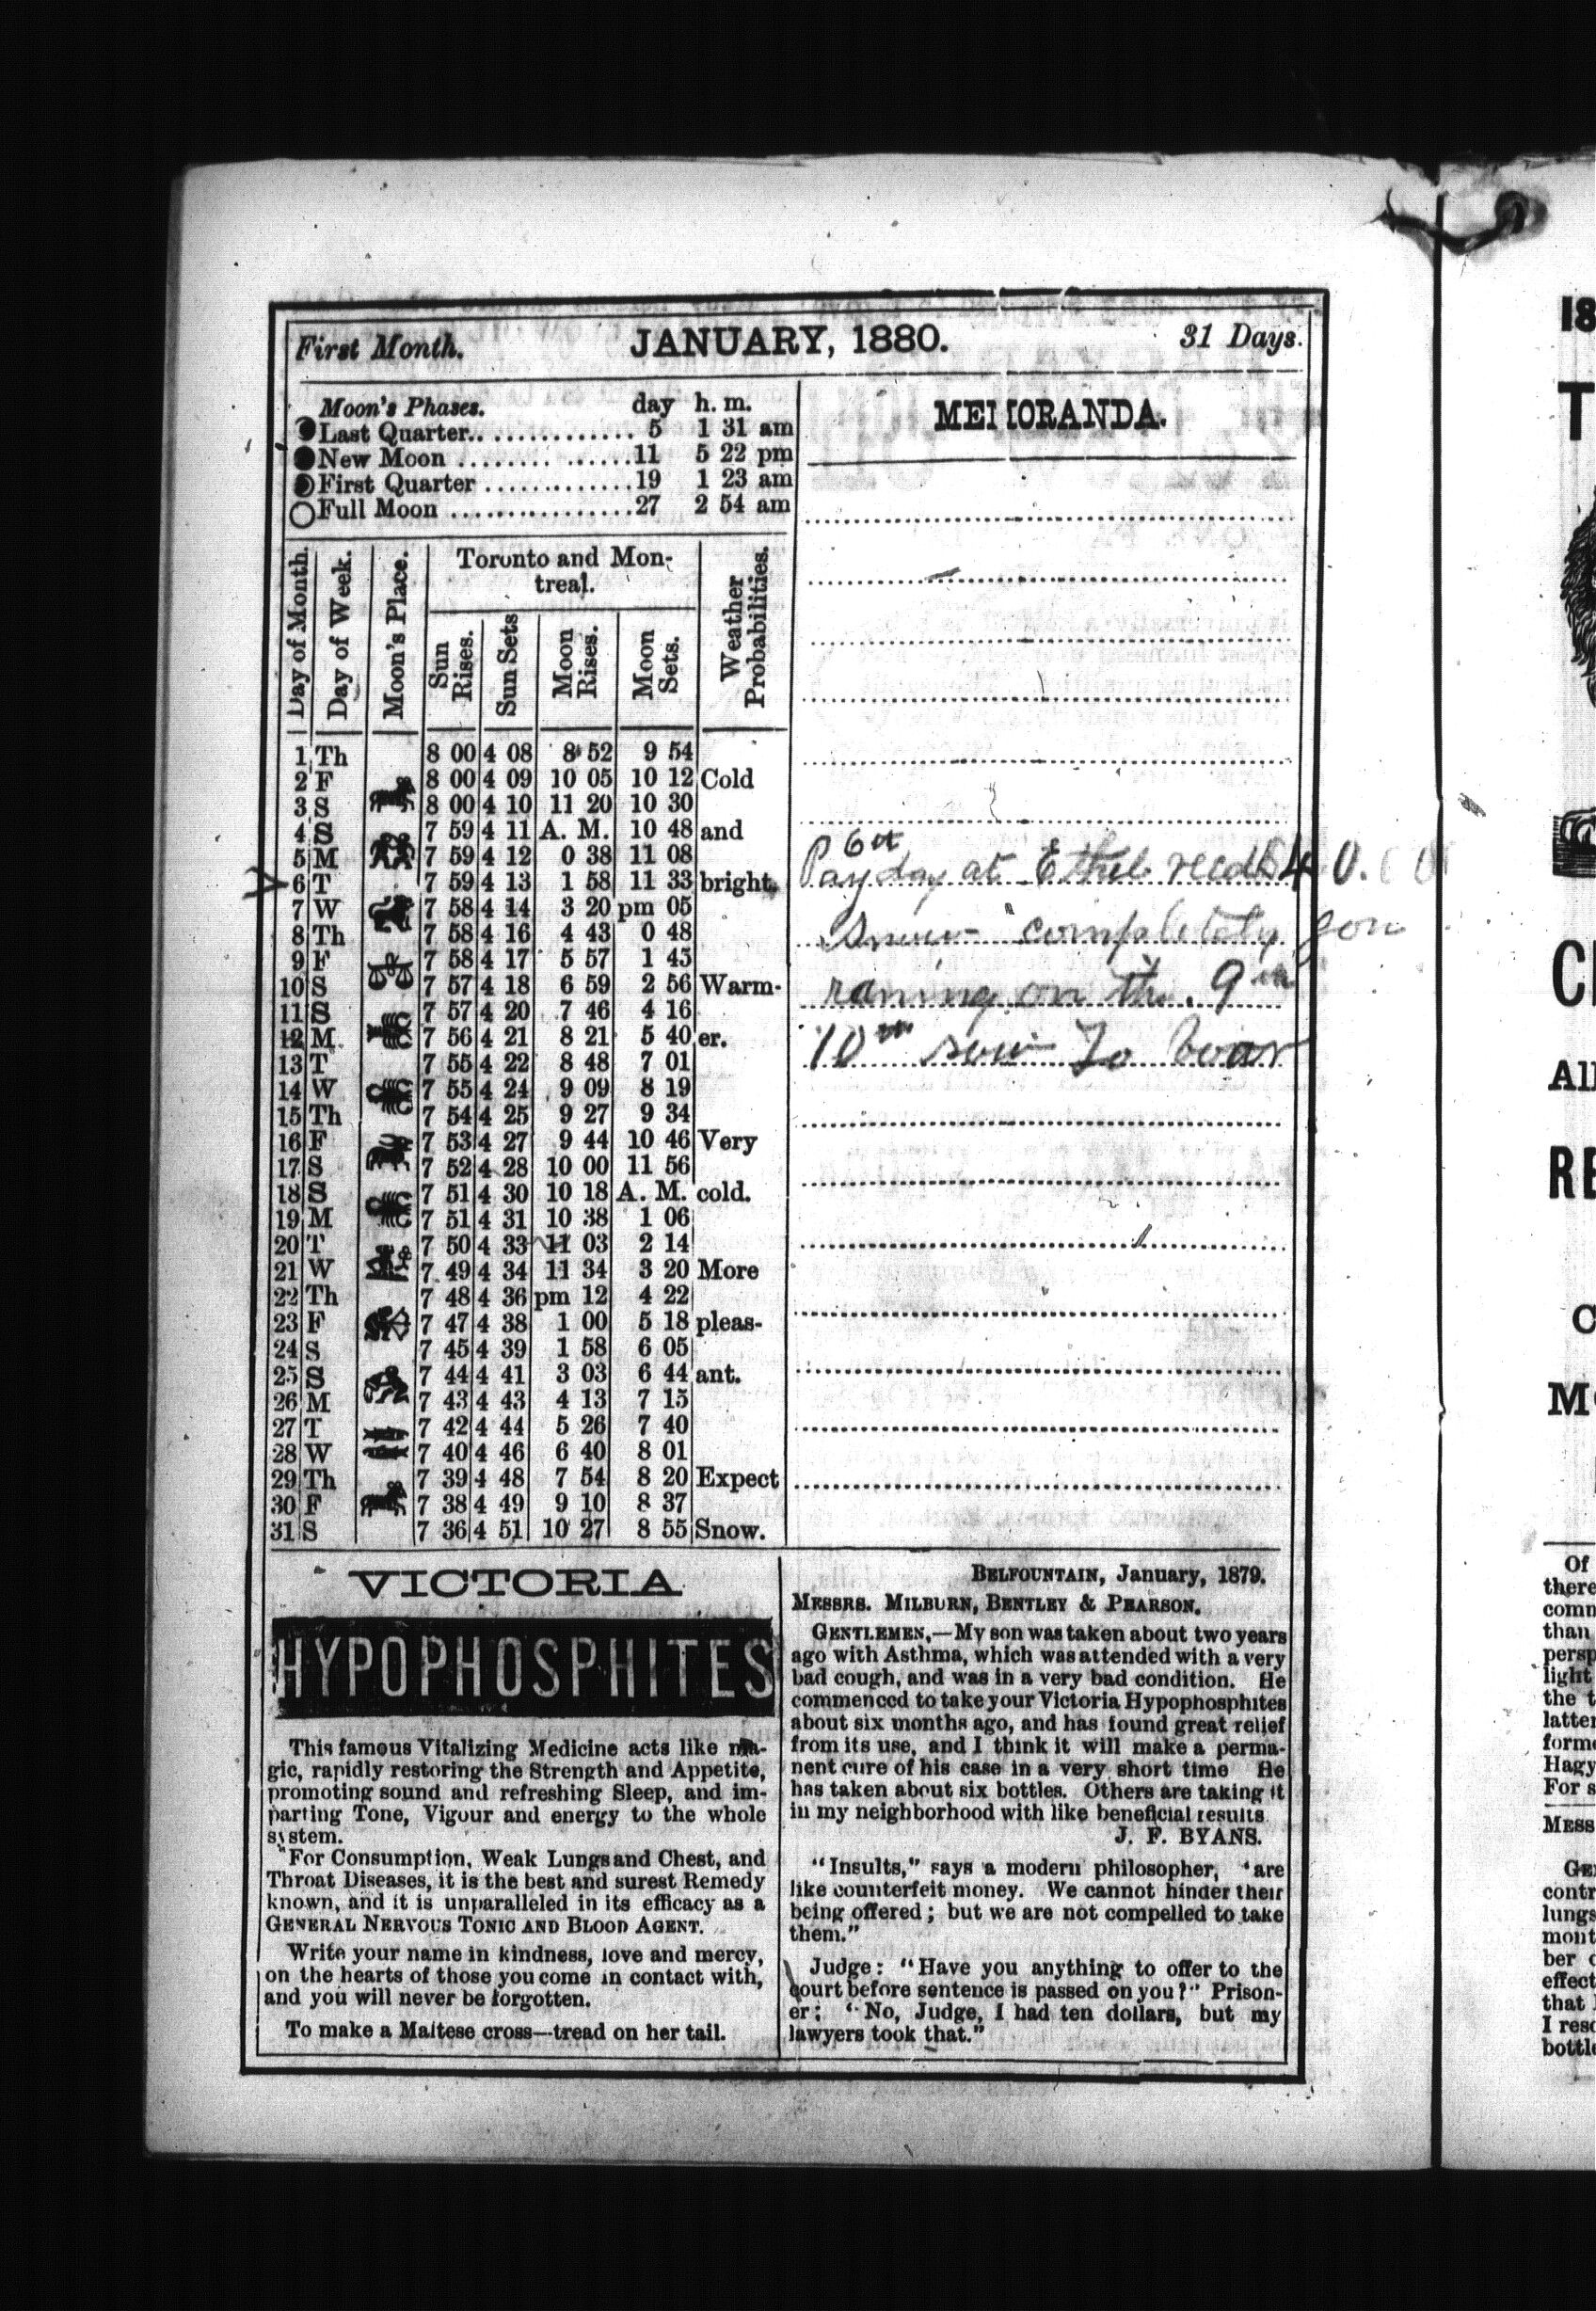 First Month. JANUARY, 1880. 31 Days.
Moon's Phases. day h. m.
Last Quarter.............. 5 1 31 am
New Moon ..............11 5 22 pm
First Quarter .............19 1 23 am
Full Moon ................27 2 54 am
MEMORANDA.
Day of Month. Day of Week. Moon's Place. Toronto and Mon-
treal. Weather Probabilities.
Sun Rises. Sun Sets Moon Rises. Moon Sets.
1 Th 8 00 4 08 8 52 9 54
2 F 8 00 4 09 10 05 10 12 Cold
3 S 8 00 4 10 11 20 10 30
4 S 7 59 4 11 A. M. 10 48 and
5 M 7 59 4 12 0 38 11 08
6 T 7 59 4 13 1 58 11 33 bright.
7 W 7 58 4 14 3 20 pm 05
8 Th 7 58 4 16 4 43 0 48
9 F 7 58 4 17 5 57 1 45
10 S 7 57 4 18 6 59 2 56 Warm-
11 S 7 57 4 20 7 46 4 16
12 M 7 56 4 21 8 21 5 40 er.
13 T 7 55 4 22 8 48 7 01
14 W 7 55 4 24 9 09 8 19
15 Th 7 54 4 25 9 27 9 34
16 F 7 53 4 27 9 44 10 46 Very
17 S 7 52 4 28 10 00 11 56
18 S 7 51 4 30 10 18 A. M. cold.
19 M 7 51 4 31 10 38 1 06
20 T 7 50 4 33 11 03 2 14
21 W 7 49 4 34 11 34 3 20 More
22 Th 7 48 4 36 pm 12 4 22
23 F 7 47 4 38 1 00 5 18 pleas-
24 S 7 45 4 39 1 58 6 05
25 S 7 44 4 41 3 03 6 44 ant.
26 M 7 43 4 43 4 13 7 15
27 T 7 42 4 44 5 26 7 40
28 W 7 40 4 46 6 40 8 01
29 Th 7 39 4 48 7 54 8 20 Expect
30 F 7 38 4 49 9 10 8 37
31 S 7 36 4 51 10 27 8 55 Snow.
6th
Pay day at Ethel recd $40.00
Snow completely gon
raning on the 9th
10th sow To boar
VICTORIA
HYPOPHOSPHITES
This famous Vitalizing Medicine acts like ma-
gic, rapidly restoring the Strength and Appetite,
promoting sound and refreshing Sleep, and im-
parting Tone, Vigour and energy to the whole
system.
For Consumption, Weak Lungs and Chest, and
Throat Diseases, it is the best and surest Remedy
known, and it is unparalleled in its efficacy as a
GENERAL NERVOUS TONIC AND BLOOD AGENT.
Write your name in kindness, love and mercy,
on the hearts of those you come in contact with,
and you will never be forgotten.
To make a Maltese cross—tread on her tail.
BELFOUNTAIN, January, 1879.
MESSRS. MILBURN, BENTLEY & PEARSON.
GENTLEMEN,—My son was taken about two years
ago with Asthma, which was attended with a very
bad cough, and was in a very bad condition. He
commenced to take your Victoria Hypophosphites
about six months ago, and has found great relief
from its use, and I think it will make a perma-
nent cure of his case in a very short time He
has taken about six bottles. Others are taking it
in my neighborhood with like beneficial results
J. F. BYANS.
"Insults," says a modern philosopher, 'are
like counterfeit money. We cannot hinder their
being offered; but we are not compelled to take
them."
Judge: "Have you anything to offer to the
court before sentence is passed on you?" Prison-
er: 'No, Judge, I had ten dollars, but my
lawyers took that."